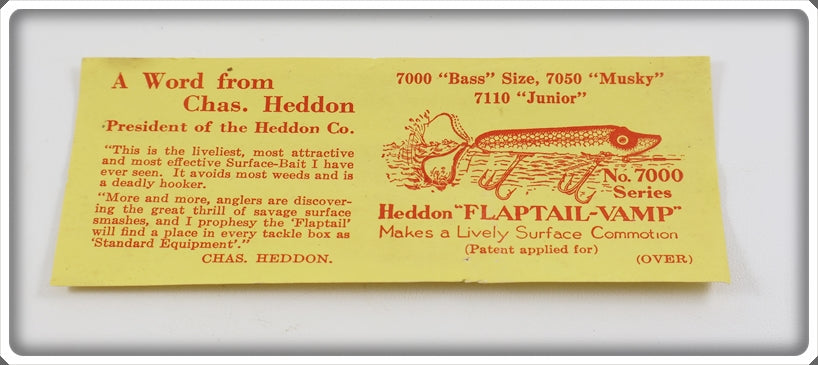 A Word from
Chas. Heddon
President of the Heddon Co.
"This is the liveliest, most attractive
and most effective Surface-Bait I have
ever seen. It avoids most weeds and is
a deadly hooker.
"More and more, anglers are discover-
ing the great thrill of savage surface
smashes, and I prophesy the 'Flaptail'
will find a place in every tackle box as
'Standard Equipment'."
CHAS. HEDDON.
7000 "Bass" Size, 7050 "Musky"
7110 "Junior"
No. 7000
Series
Heddon "FLAPTAIL-VAMP"
Makes a Lively Surface Commotion
(Patent applied for)
(OVER)